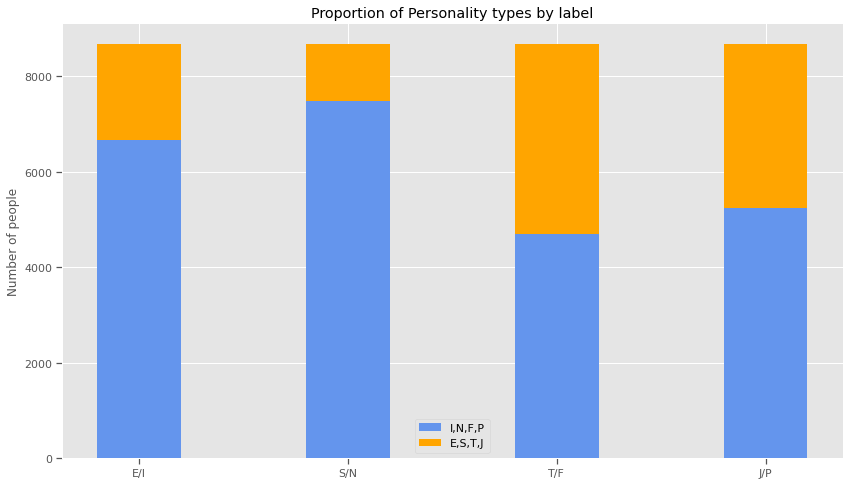 Proportion of Personality types by label
Number of people
8000
6000
4000
2000
0
I,N,F,P
E,S,T,J
E/I
S/N
T/F
J/P